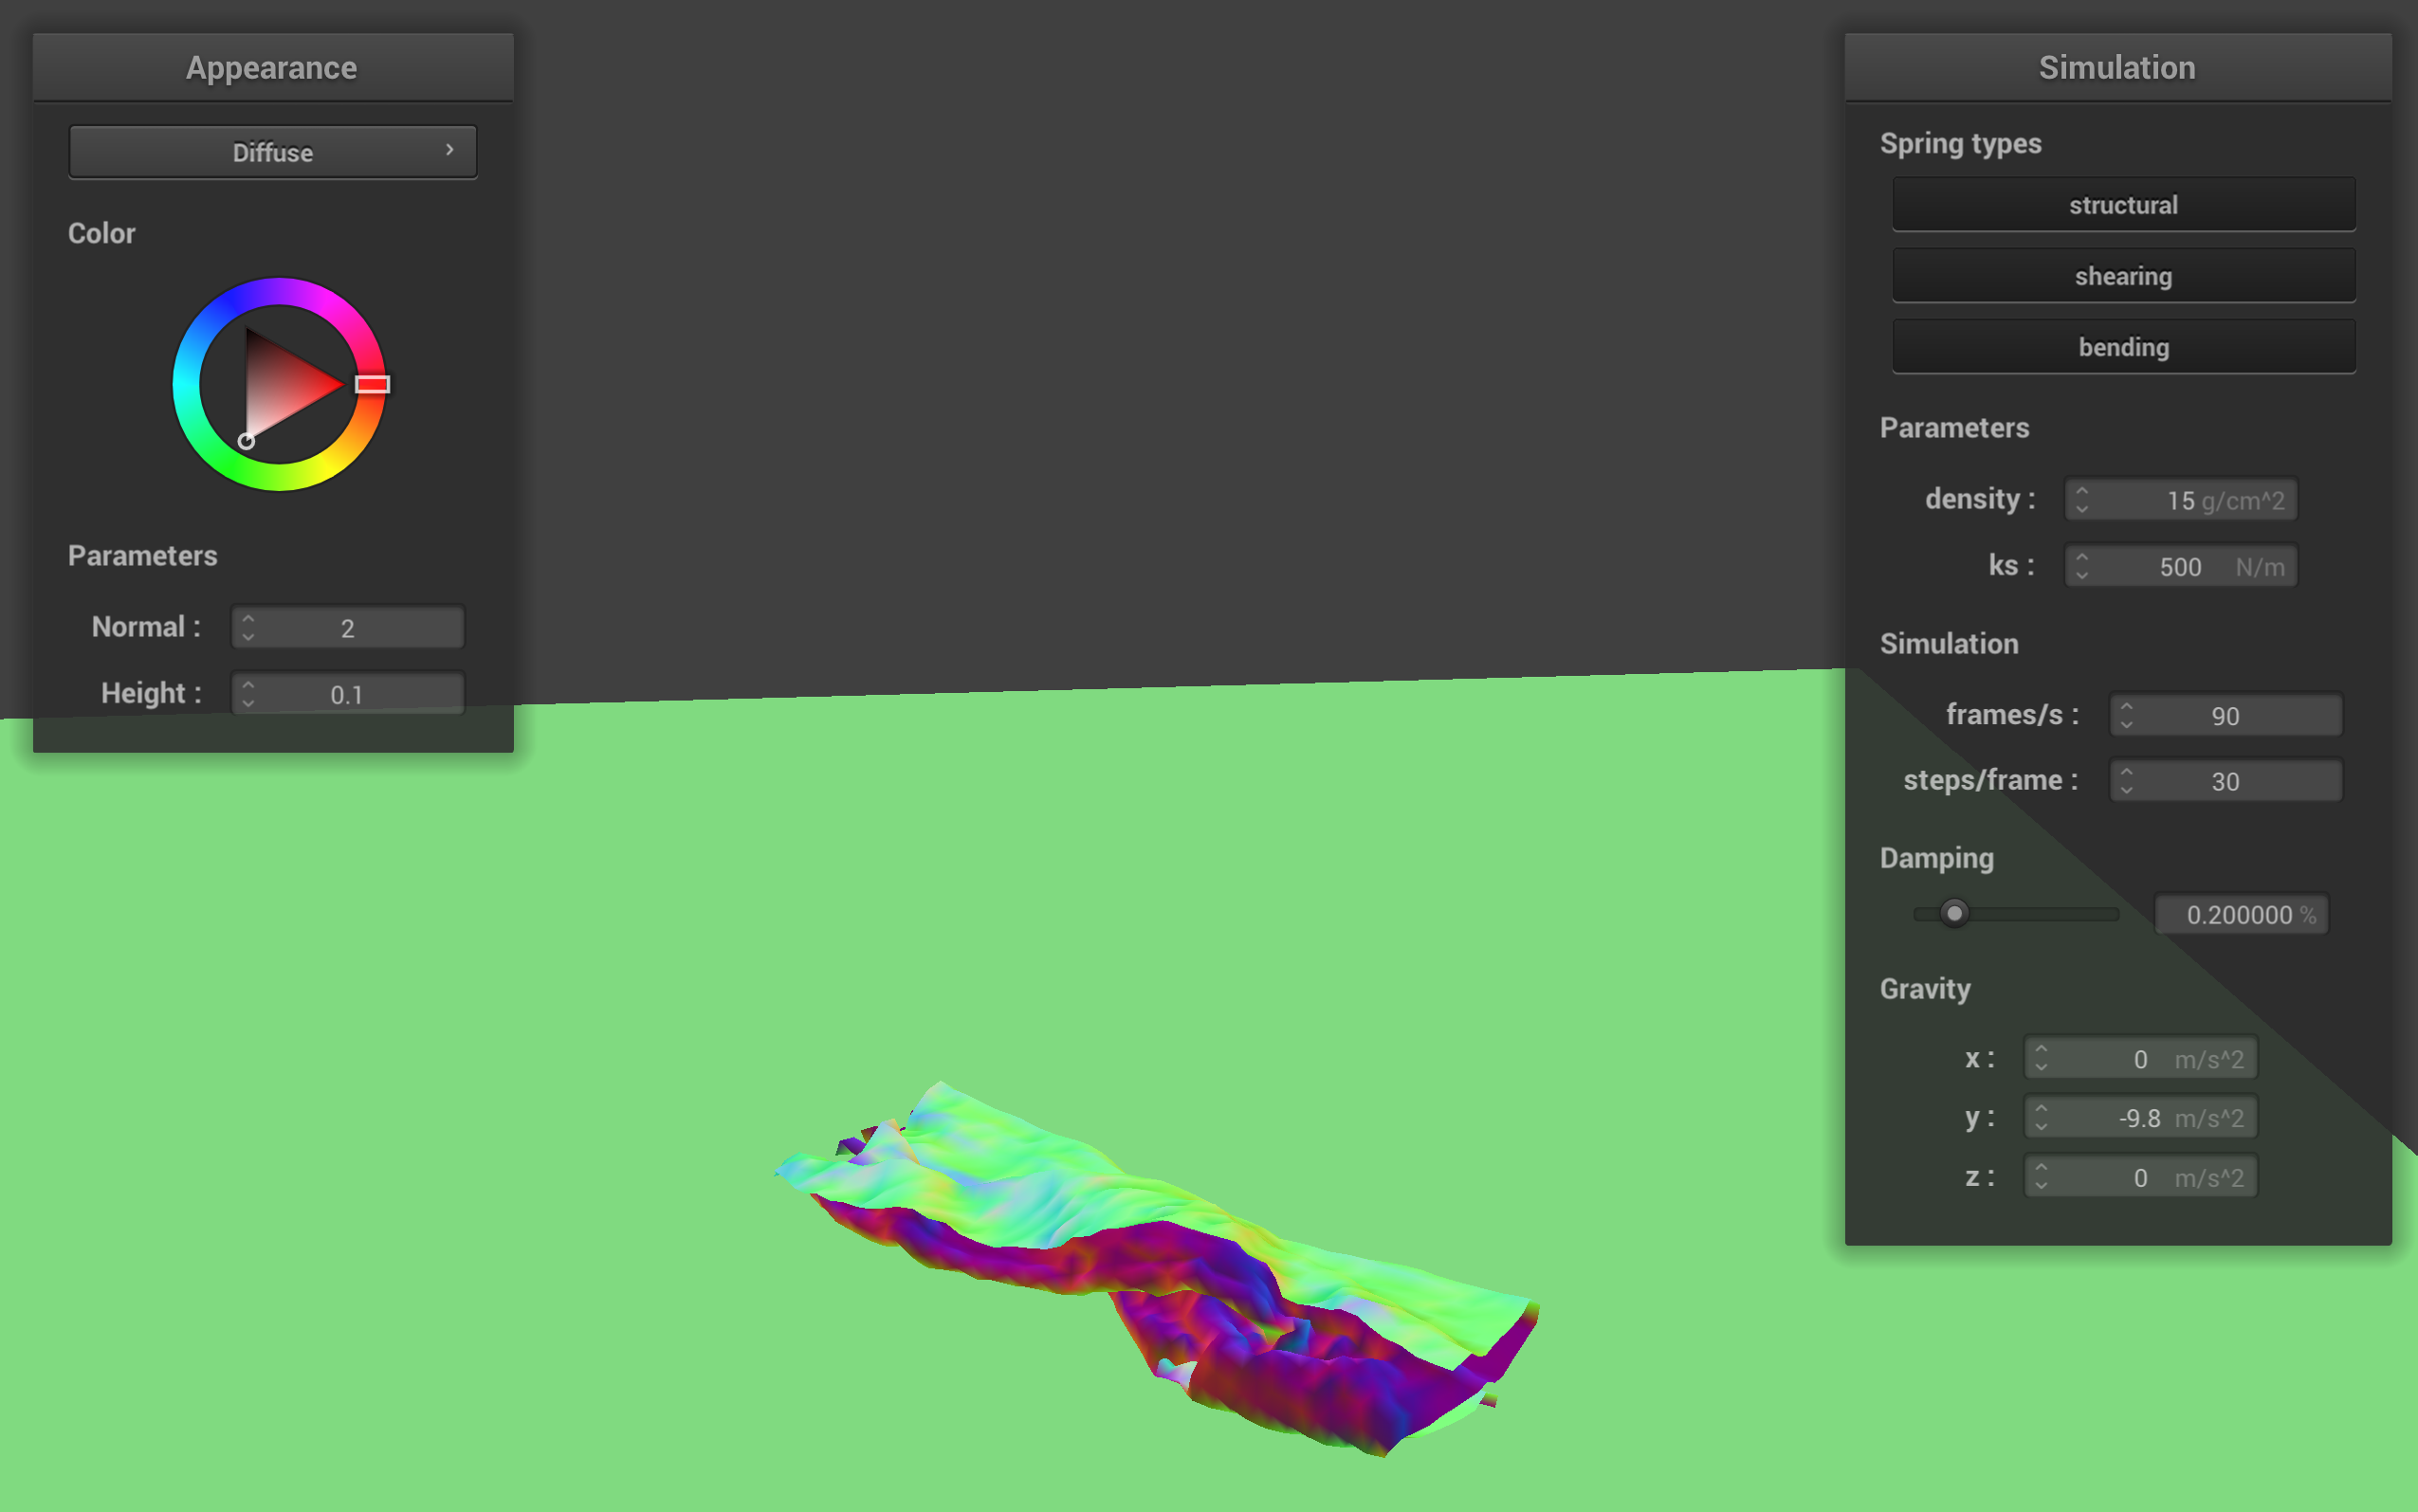 Appearance
Diffuse
Color
Parameters
Normal : 2
Height : 0.1
Simulation
Spring types
structural
shearing
bending
Parameters
density : 15 g/cm^2
ks : 500 N/m
Simulation
frames/s : 90
steps/frame : 30
Damping
0.200000 %
Gravity
x : 0 m/s^2
y : -9.8 m/s^2
z : 0 m/s^2